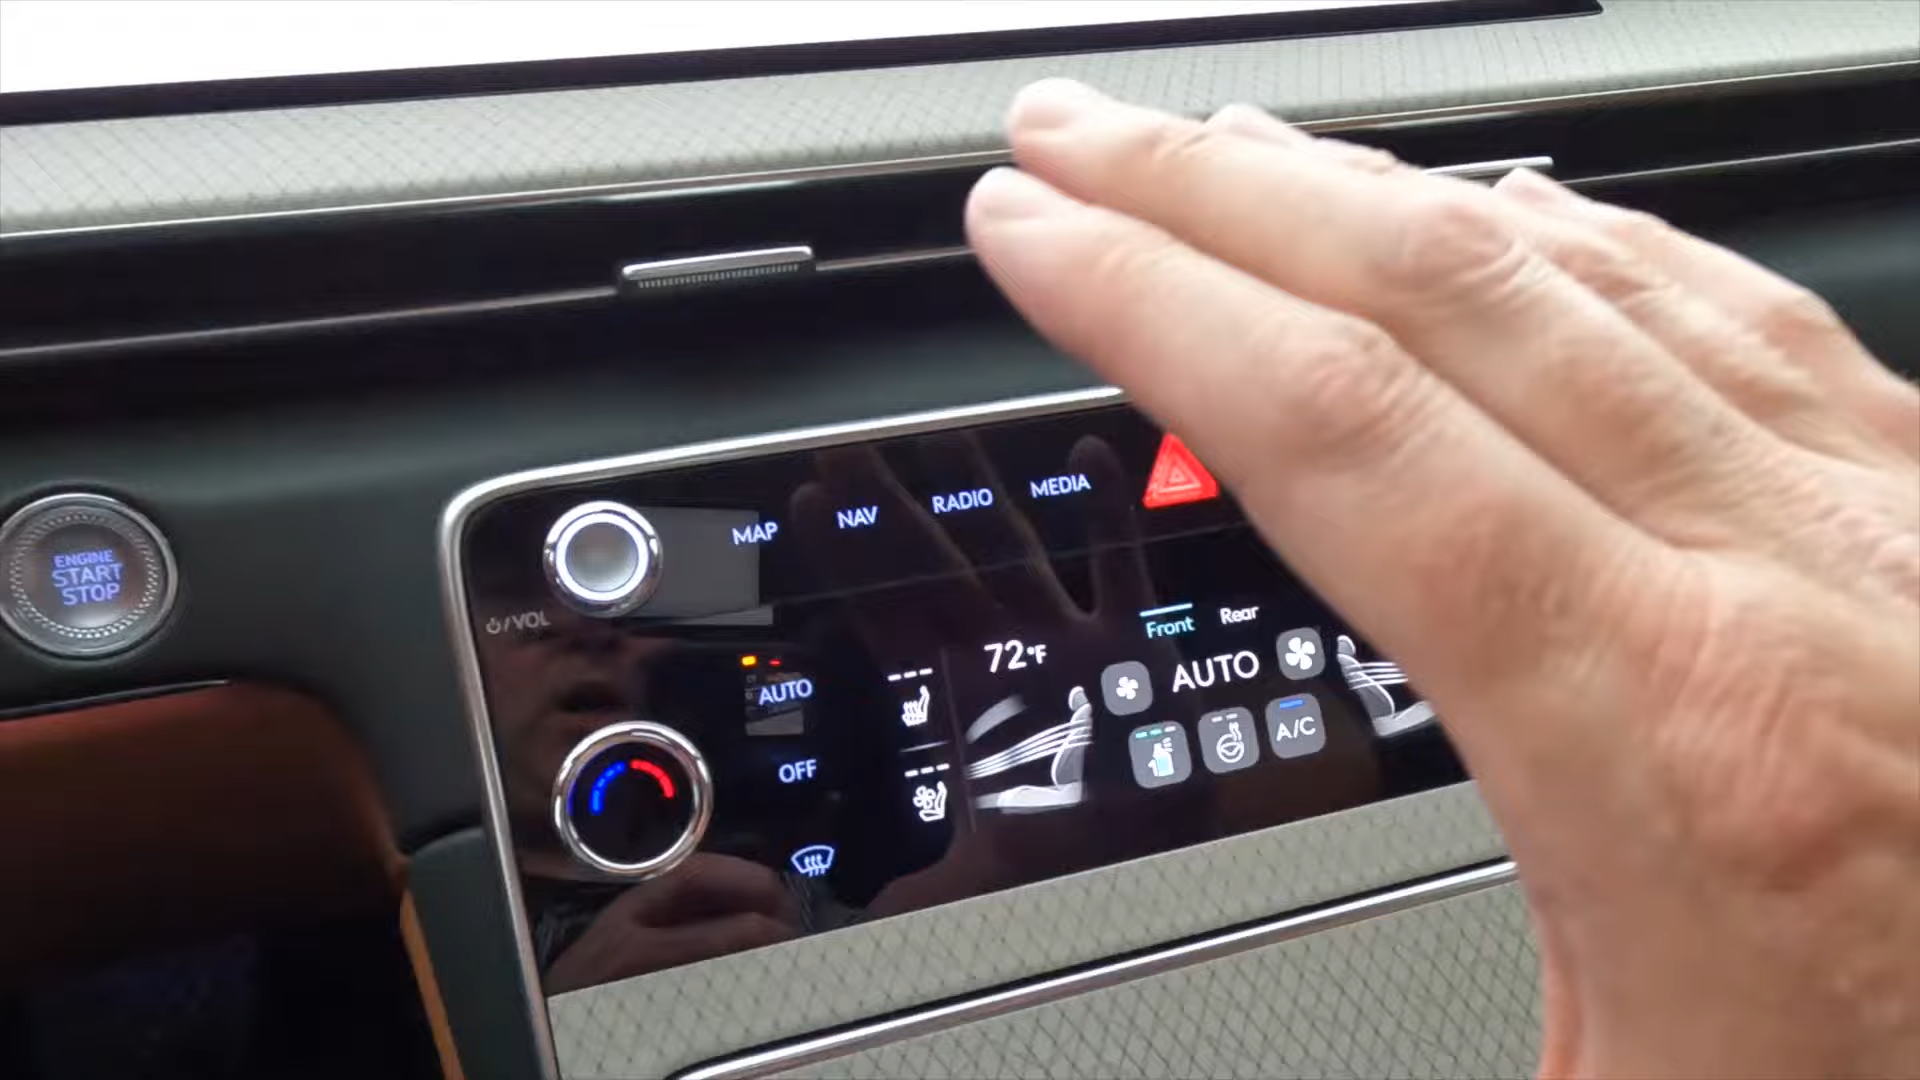 MAP
NAV
RADIO
MEDIA
ENGINE
START
STOP
⏻/VOL
72°F
Front
Rear
AUTO
AUTO
OFF
A/C